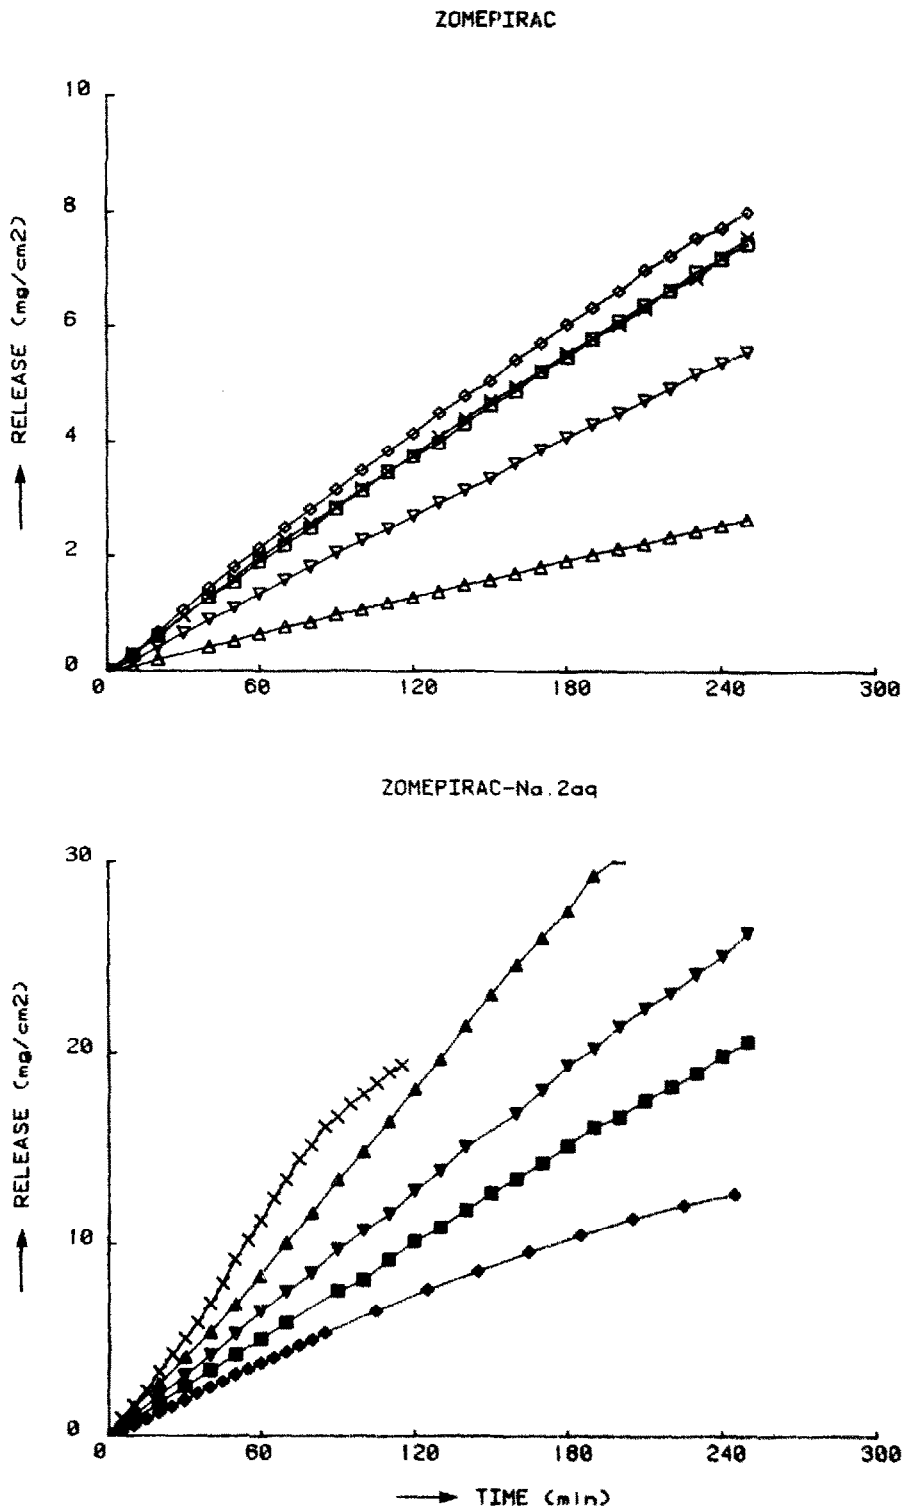 ZOMEPIRAC
10
8
6
4
2
0
RELEASE (mg/cm2)
0 60 120 180 240 300
ZOMEPIRAC-Na.2aq
30
20
10
0
RELEASE (mg/cm2)
0 60 120 180 240 300
TIME (min)